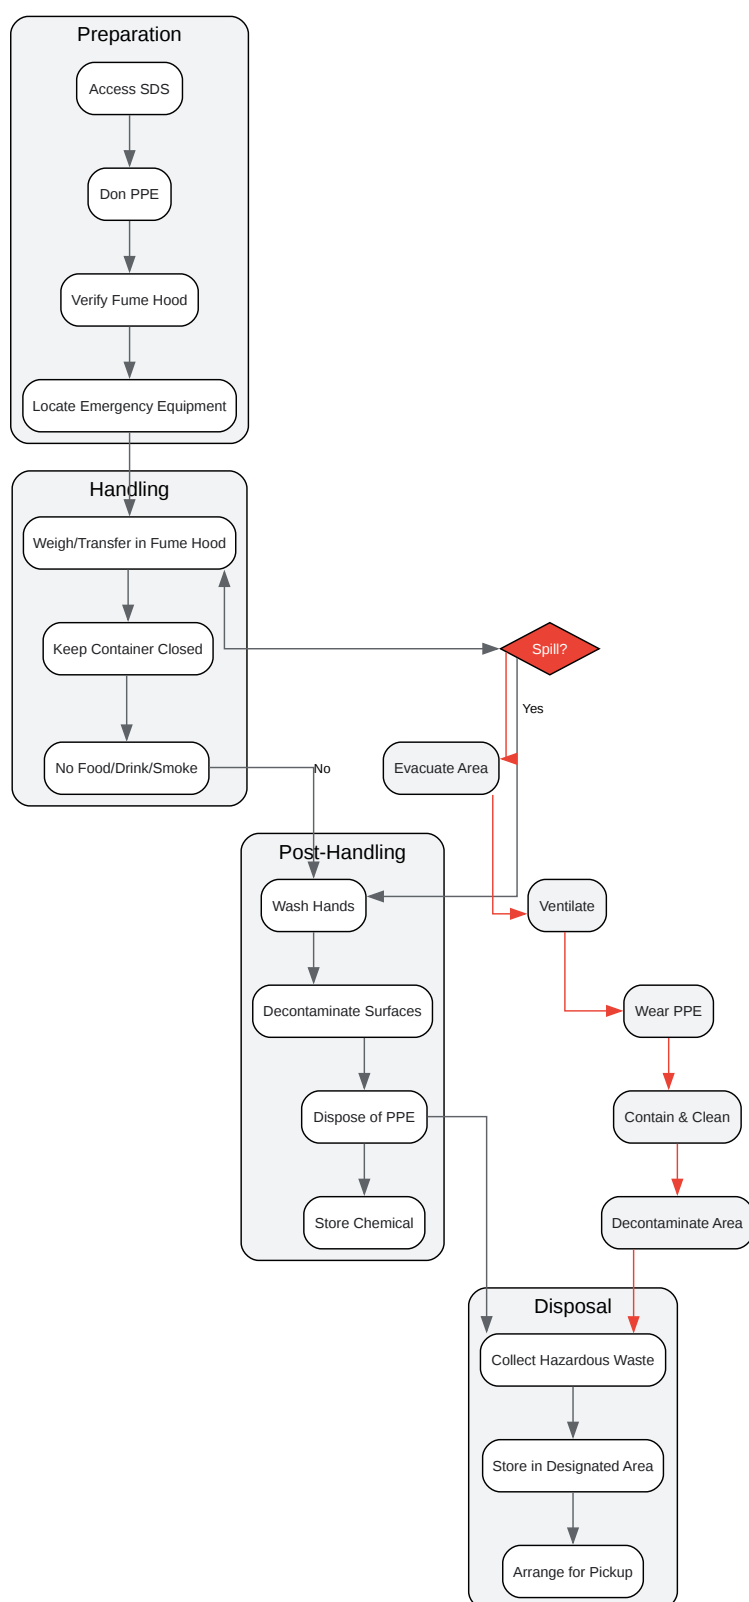 Preparation
Access SDS
Don PPE
Verify Fume Hood
Locate Emergency Equipment
Handling
Weigh/Transfer in Fume Hood
Keep Container Closed
Spill?
Yes
No Food/Drink/Smoke
No
Evacuate Area
Post-Handling
Wash Hands
Ventilate
Decontaminate Surfaces
Wear PPE
Dispose of PPE
Contain & Clean
Store Chemical
Decontaminate Area
Disposal
Collect Hazardous Waste
Store in Designated Area
Arrange for Pickup